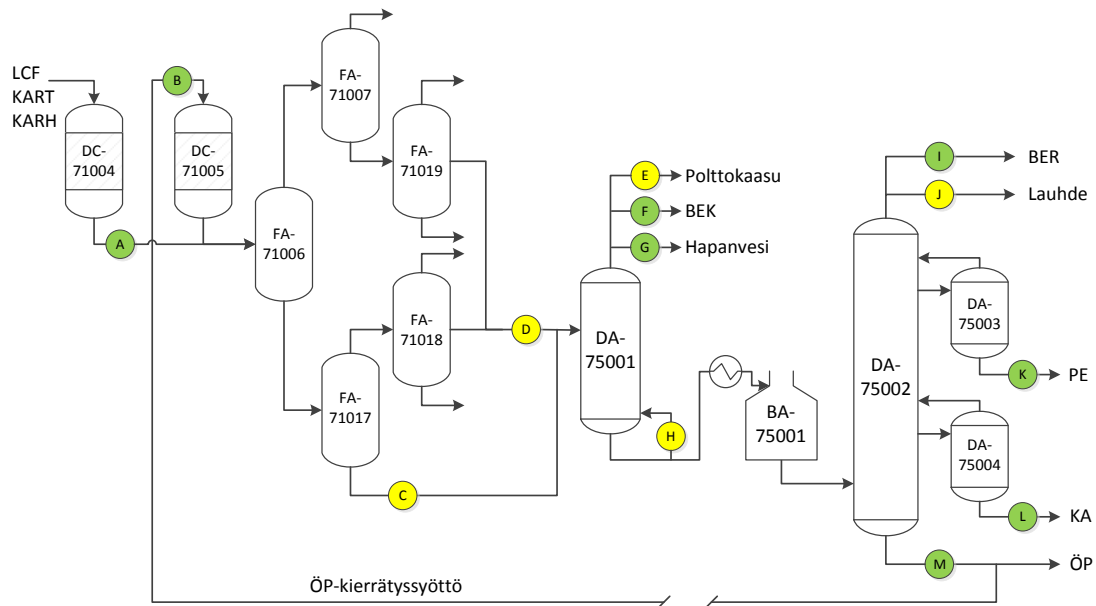 LCF
KART
KARH
DC-
71004
A
B
DC-
71005
FA-
71006
FA-
71007
FA-
71019
FA-
71018
FA-
71017
C
D
E
Polttokaasu
F
BEK
G
Hapanvesi
DA-
75001
H
BA-
75001
DA-
75002
I
BER
J
Lauhde
DA-
75003
K
PE
DA-
75004
L
KA
M
ÖP
ÖP-kierrätyssyöttö